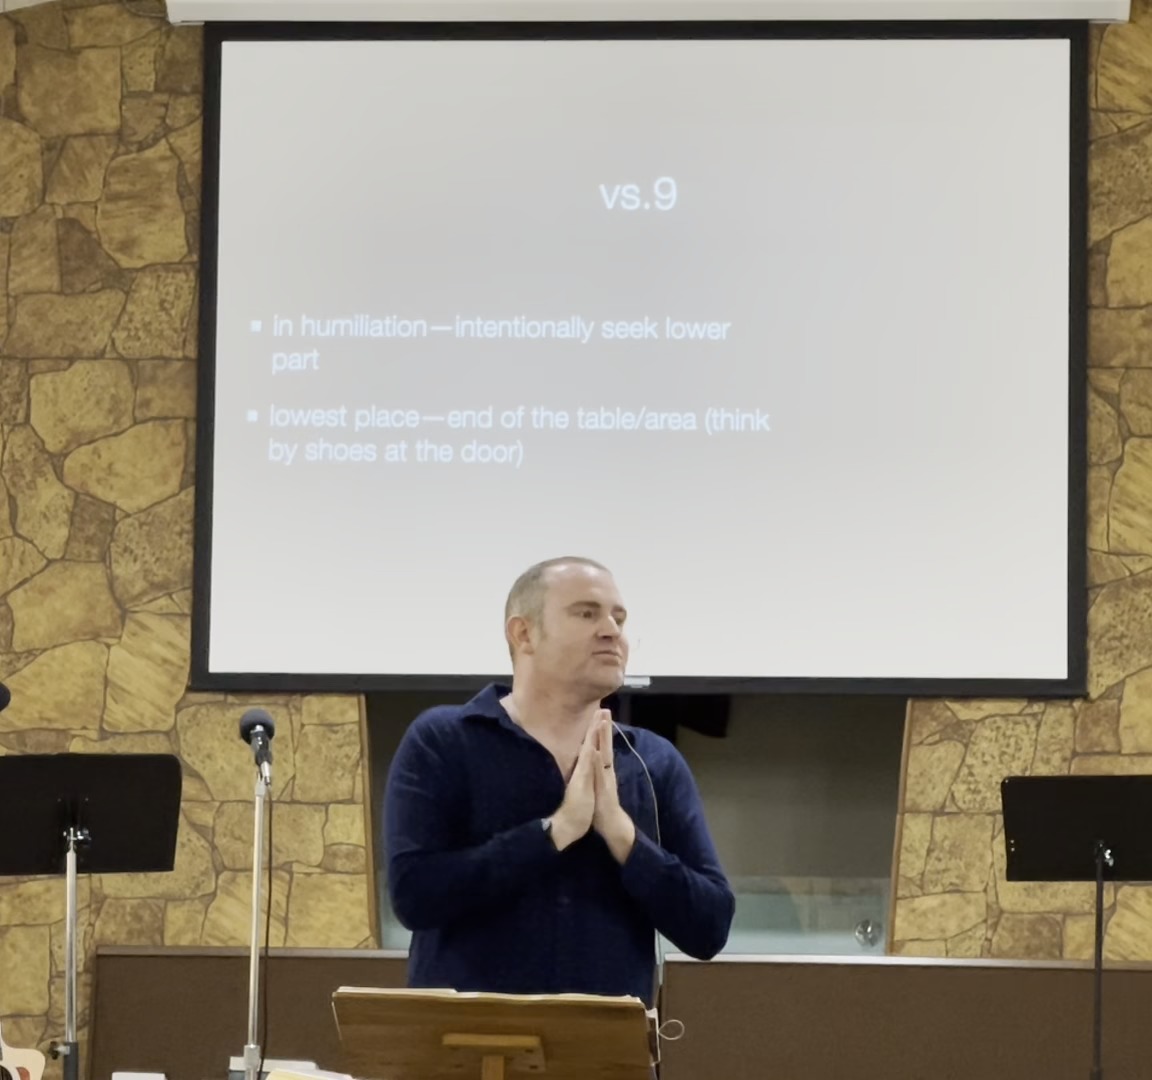 vs.9
▪ in humiliation—intentionally seek lower
part
▪ lowest place—end of the table/area (think
by shoes at the door)